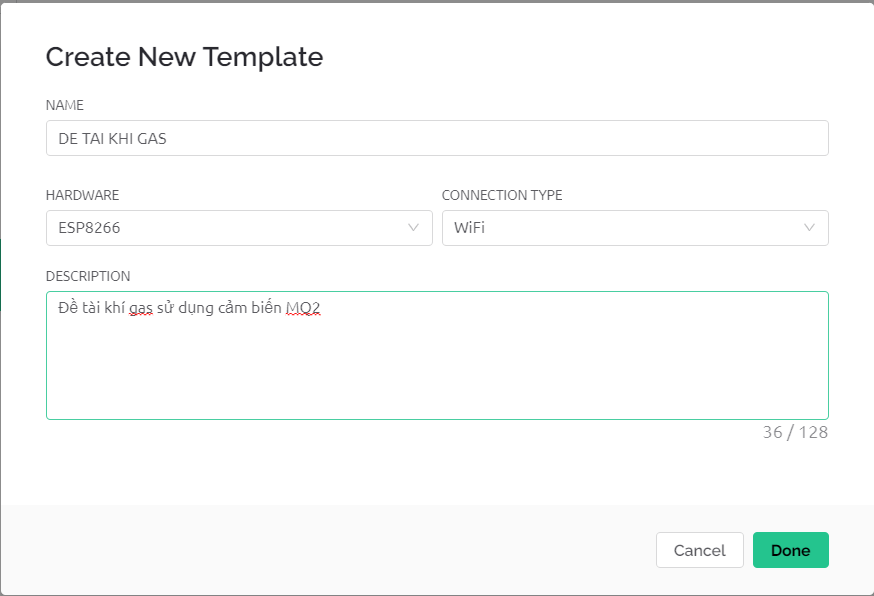 Create New Template
NAME
DE TAI KHI GAS
HARDWARE
CONNECTION TYPE
ESP8266
WiFi
DESCRIPTION
Đề tài khí gas sử dụng cảm biến MQ2
36 / 128
Cancel
Done